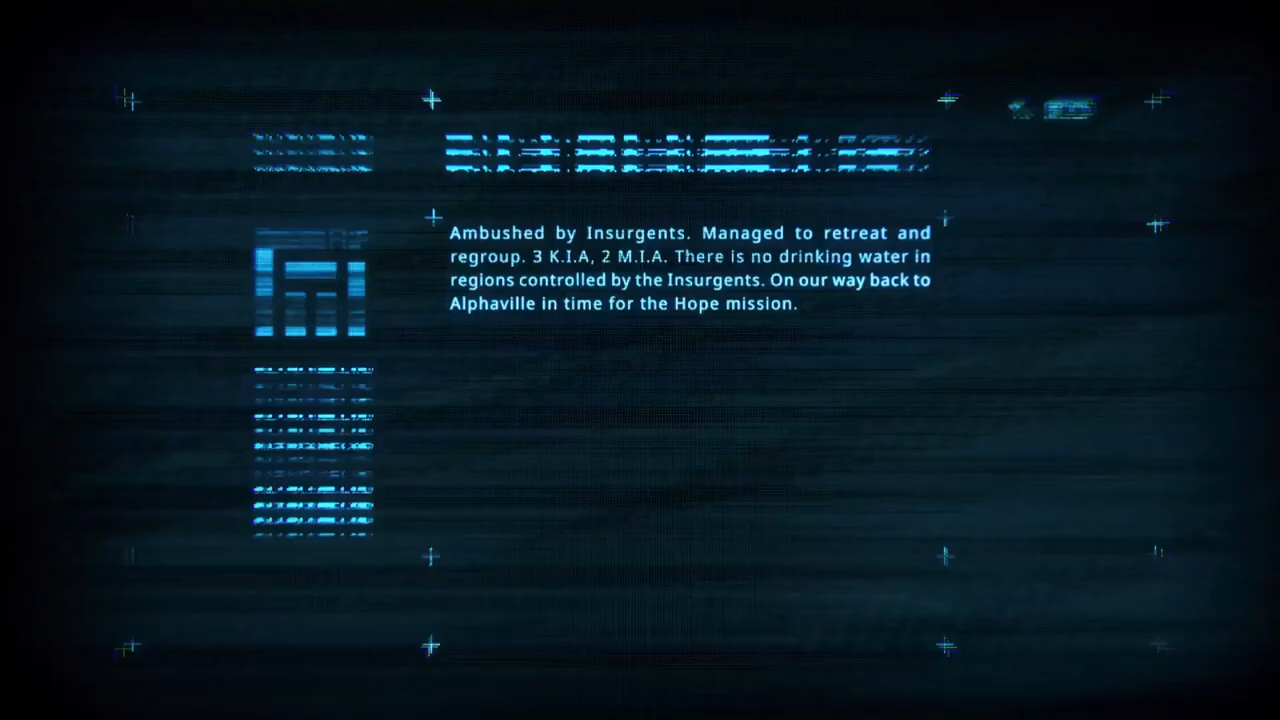 Ambushed by Insurgents. Managed to retreat and
regroup. 3 K.I.A, 2 M.I.A. There is no drinking water in
regions controlled by the Insurgents. On our way back to
Alphaville in time for the Hope mission.